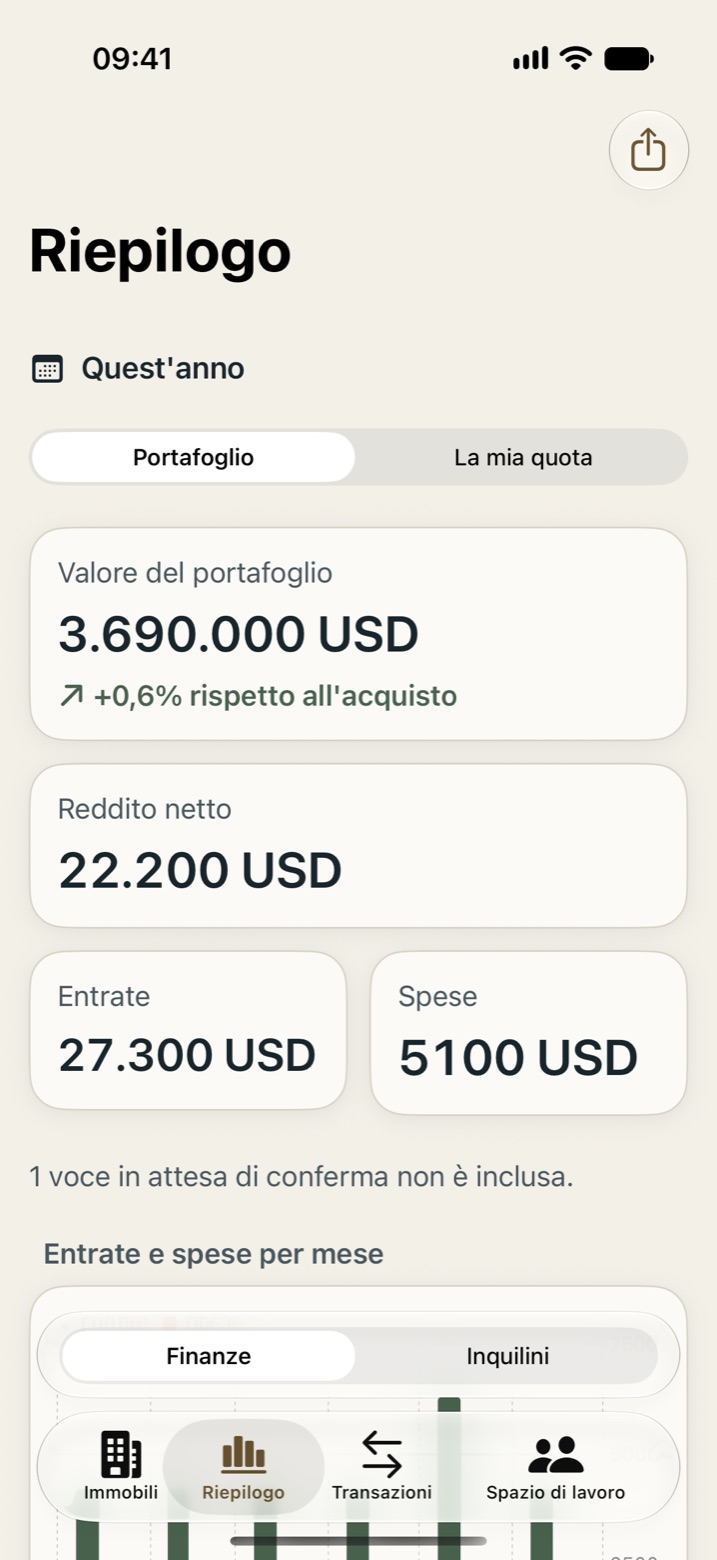 09:41
Riepilogo
Quest'anno
Portafoglio
La mia quota
Valore del portafoglio
3.690.000 USD
+0,6% rispetto all'acquisto
Reddito netto
22.200 USD
Entrate
27.300 USD
Spese
5100 USD
1 voce in attesa di conferma non è inclusa.
Entrate e spese per mese
Finanze
Inquilini
Immobili
Riepilogo
Transazioni
Spazio di lavoro